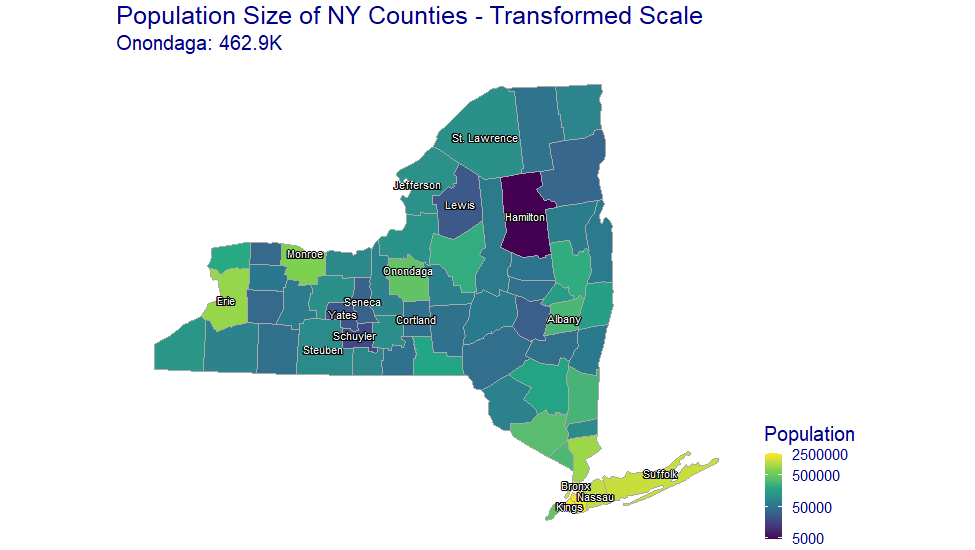 Population Size of NY Counties - Transformed Scale
Onondaga: 462.9K
St. Lawrence
Jefferson
Lewis
Hamilton
Monroe
Onondaga
Erie
Seneca
Yates
Cortland
Albany
Schuyler
Steuben
Population
2500000
500000
50000
5000
Suffolk
Bronx
Nassau
Kings